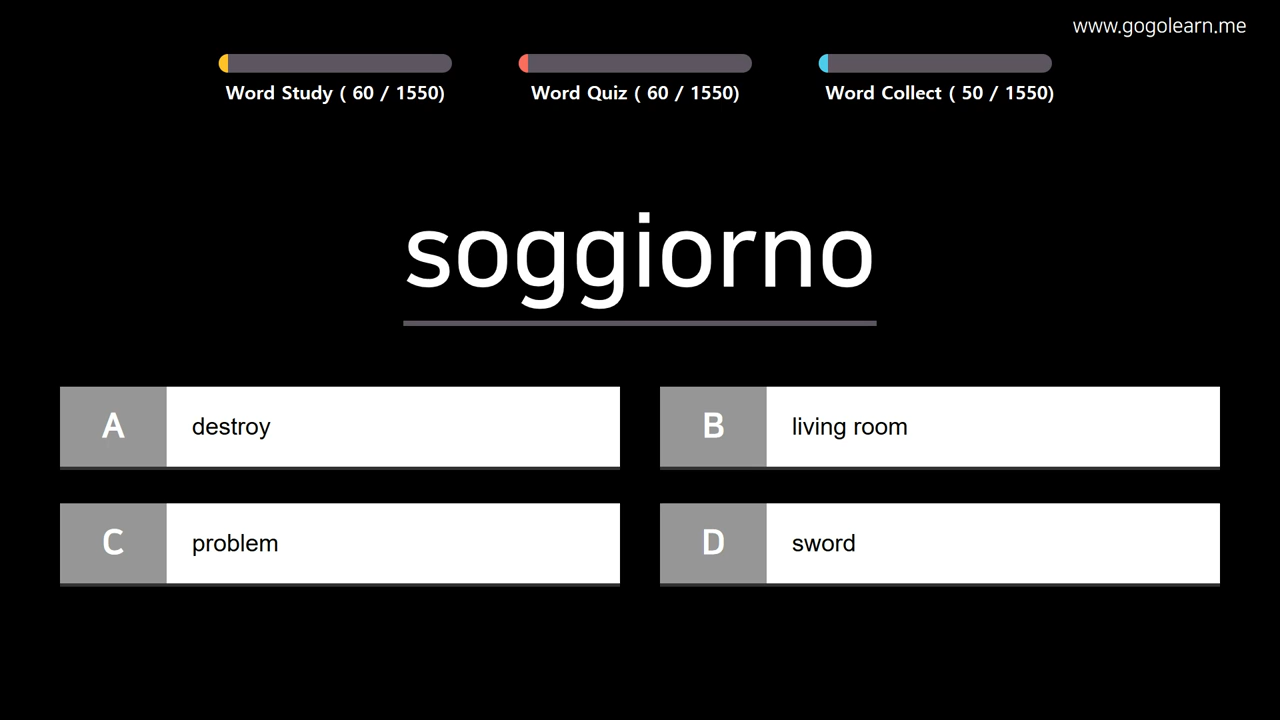 www.gogolearn.me
Word Study ( 60 / 1550)
Word Quiz ( 60 / 1550)
Word Collect ( 50 / 1550)
soggiorno
A destroy
B living room
C problem
D sword